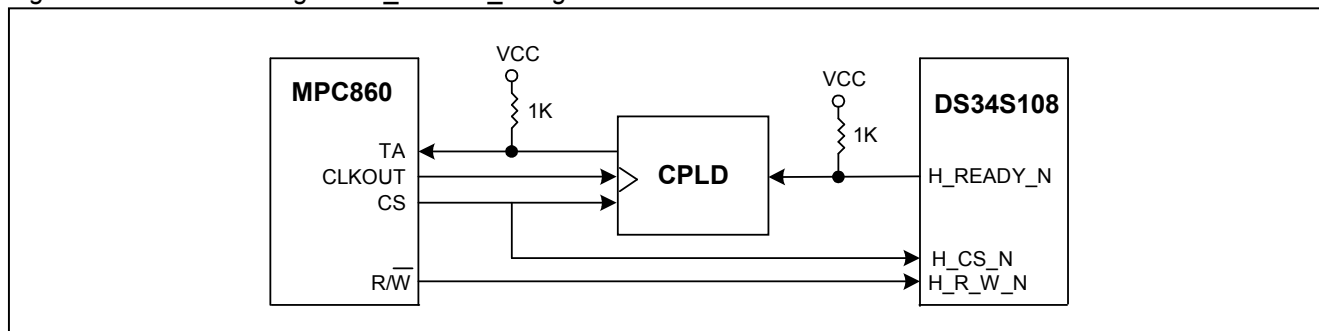 VCC
MPC860
1K
VCC
DS34S108
1K
TA
CPLD
CLKOUT
H_READY_N
CS
H_CS_N
R/W̅
H_R_W_N